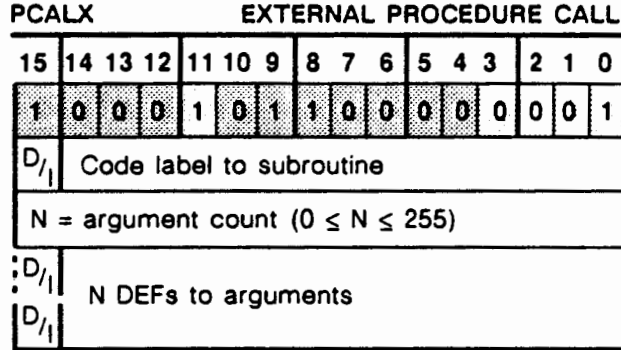 PCALX EXTERNAL PROCEDURE CALL
15 14 13 12 11 10 9 8 7 6 5 4 3 2 1 0
1 0 0 0 1 0 1 1 0 0 0 0 0 0 0 1
D/I Code label to subroutine
N = argument count (0 ≤ N ≤ 255)
D/I
N DEFs to arguments
D/I